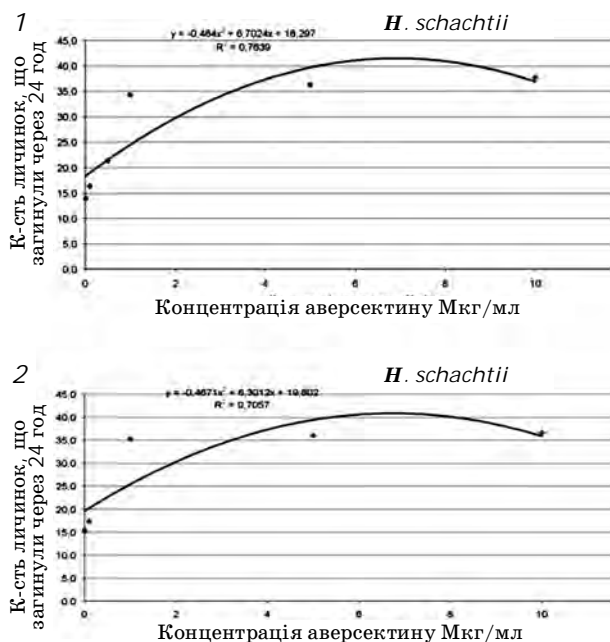 1
H. schachtii
y = -0,484x² + 6,7024x + 18,297
R² = 0,7639
К-сть личинок, що
загинули через 24 год
45,0
40,0
35,0
30,0
25,0
20,0
15,0
10,0
5,0
0,0
0 2 4 6 8 10
Концентрація аверсектину Мкг/мл
2
H. schachtii
y = -0,4671x² + 6,3012x + 19,602
R² = 0,7057
К-сть личинок, що
загинули через 24 год
45,0
40,0
35,0
30,0
25,0
20,0
15,0
10,0
5,0
0,0
0 2 4 6 8 10
Концентрація аверсектину Мкг/мл